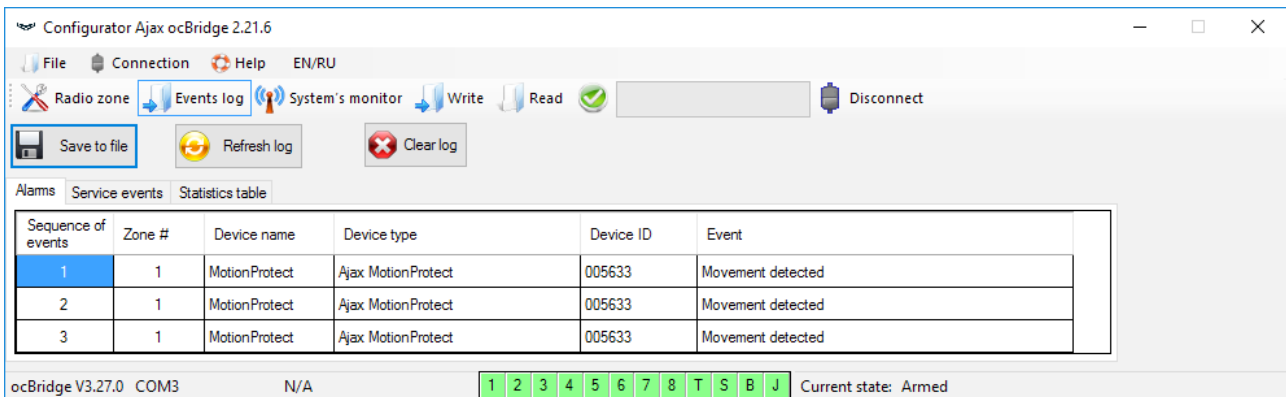 Configurator Ajax ocBridge 2.21.6
File Connection Help EN/RU
Radio zone Events log System's monitor Write Read Disconnect
Save to file Refresh log Clear log
Alarms Service events Statistics table
Sequence of events Zone # Device name Device type Device ID Event
1 1 MotionProtect Ajax MotionProtect 005633 Movement detected
2 1 MotionProtect Ajax MotionProtect 005633 Movement detected
3 1 MotionProtect Ajax MotionProtect 005633 Movement detected
ocBridge V3.27.0 COM3 N/A 1 2 3 4 5 6 7 8 T S B J Current state: Armed